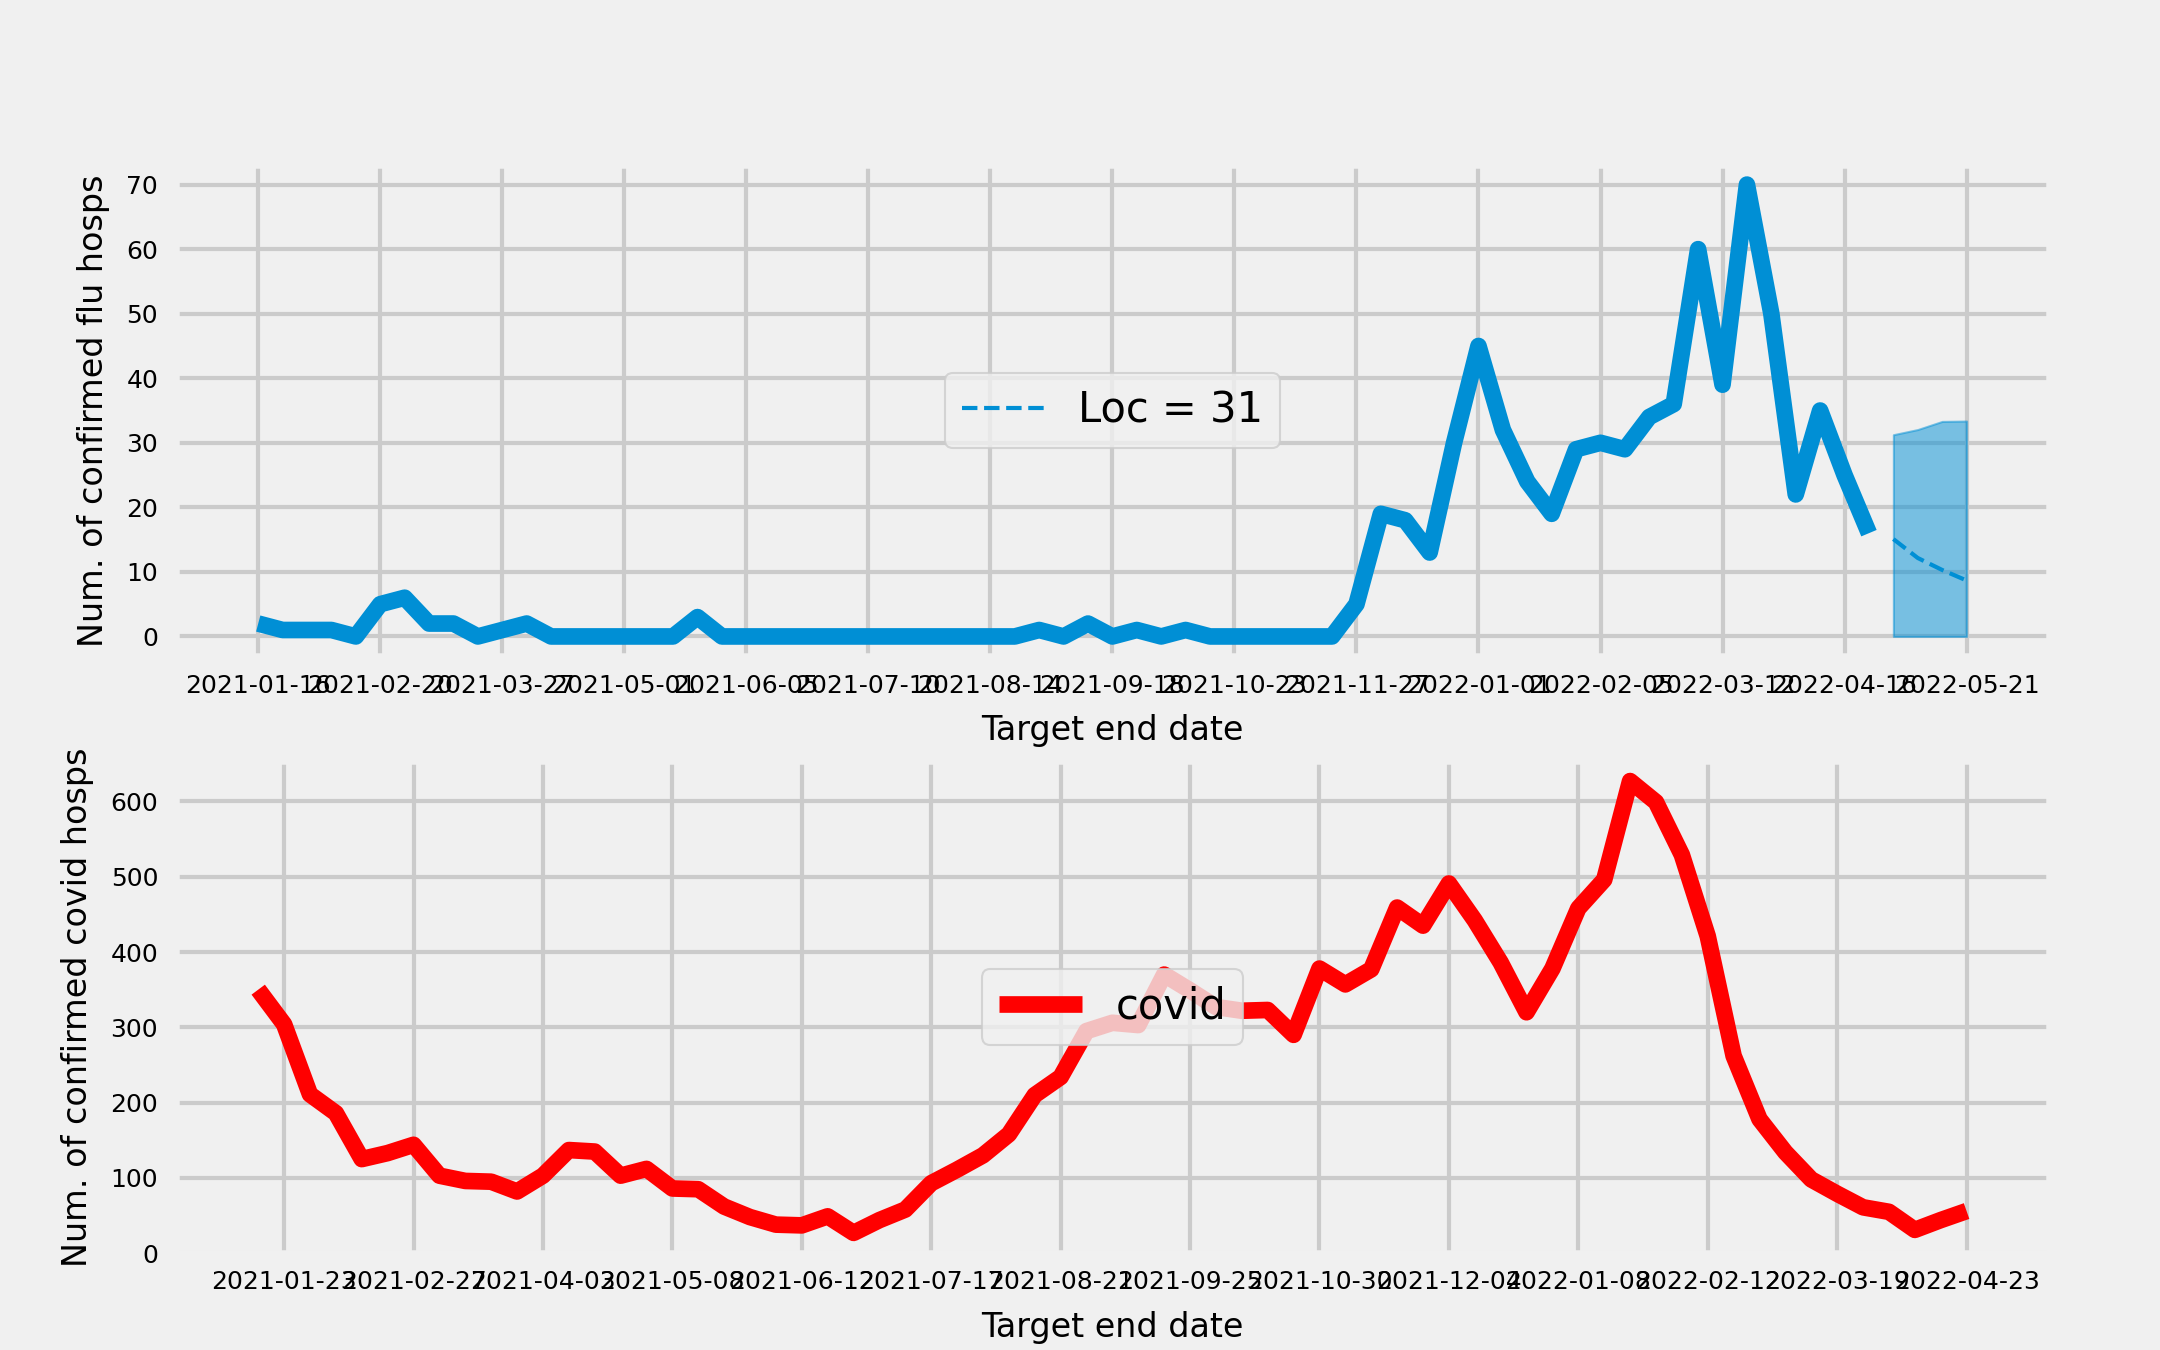 Num. of confirmed flu hosps
70
60
50
40
30
20
10
0
Loc = 31
2021-01-16 2021-02-20 2021-03-27 2021-05-01 2021-06-05 2021-07-10 2021-08-14 2021-09-18 2021-10-23 2021-11-27 2022-01-01 2022-02-05 2022-03-12 2022-04-16 2022-05-21
Target end date
Num. of confirmed covid hosps
600
500
400
300
200
100
0
covid
2021-01-23 2021-02-27 2021-04-03 2021-05-08 2021-06-12 2021-07-17 2021-08-21 2021-09-25 2021-10-30 2021-12-04 2022-01-08 2022-02-12 2022-03-19 2022-04-23
Target end date